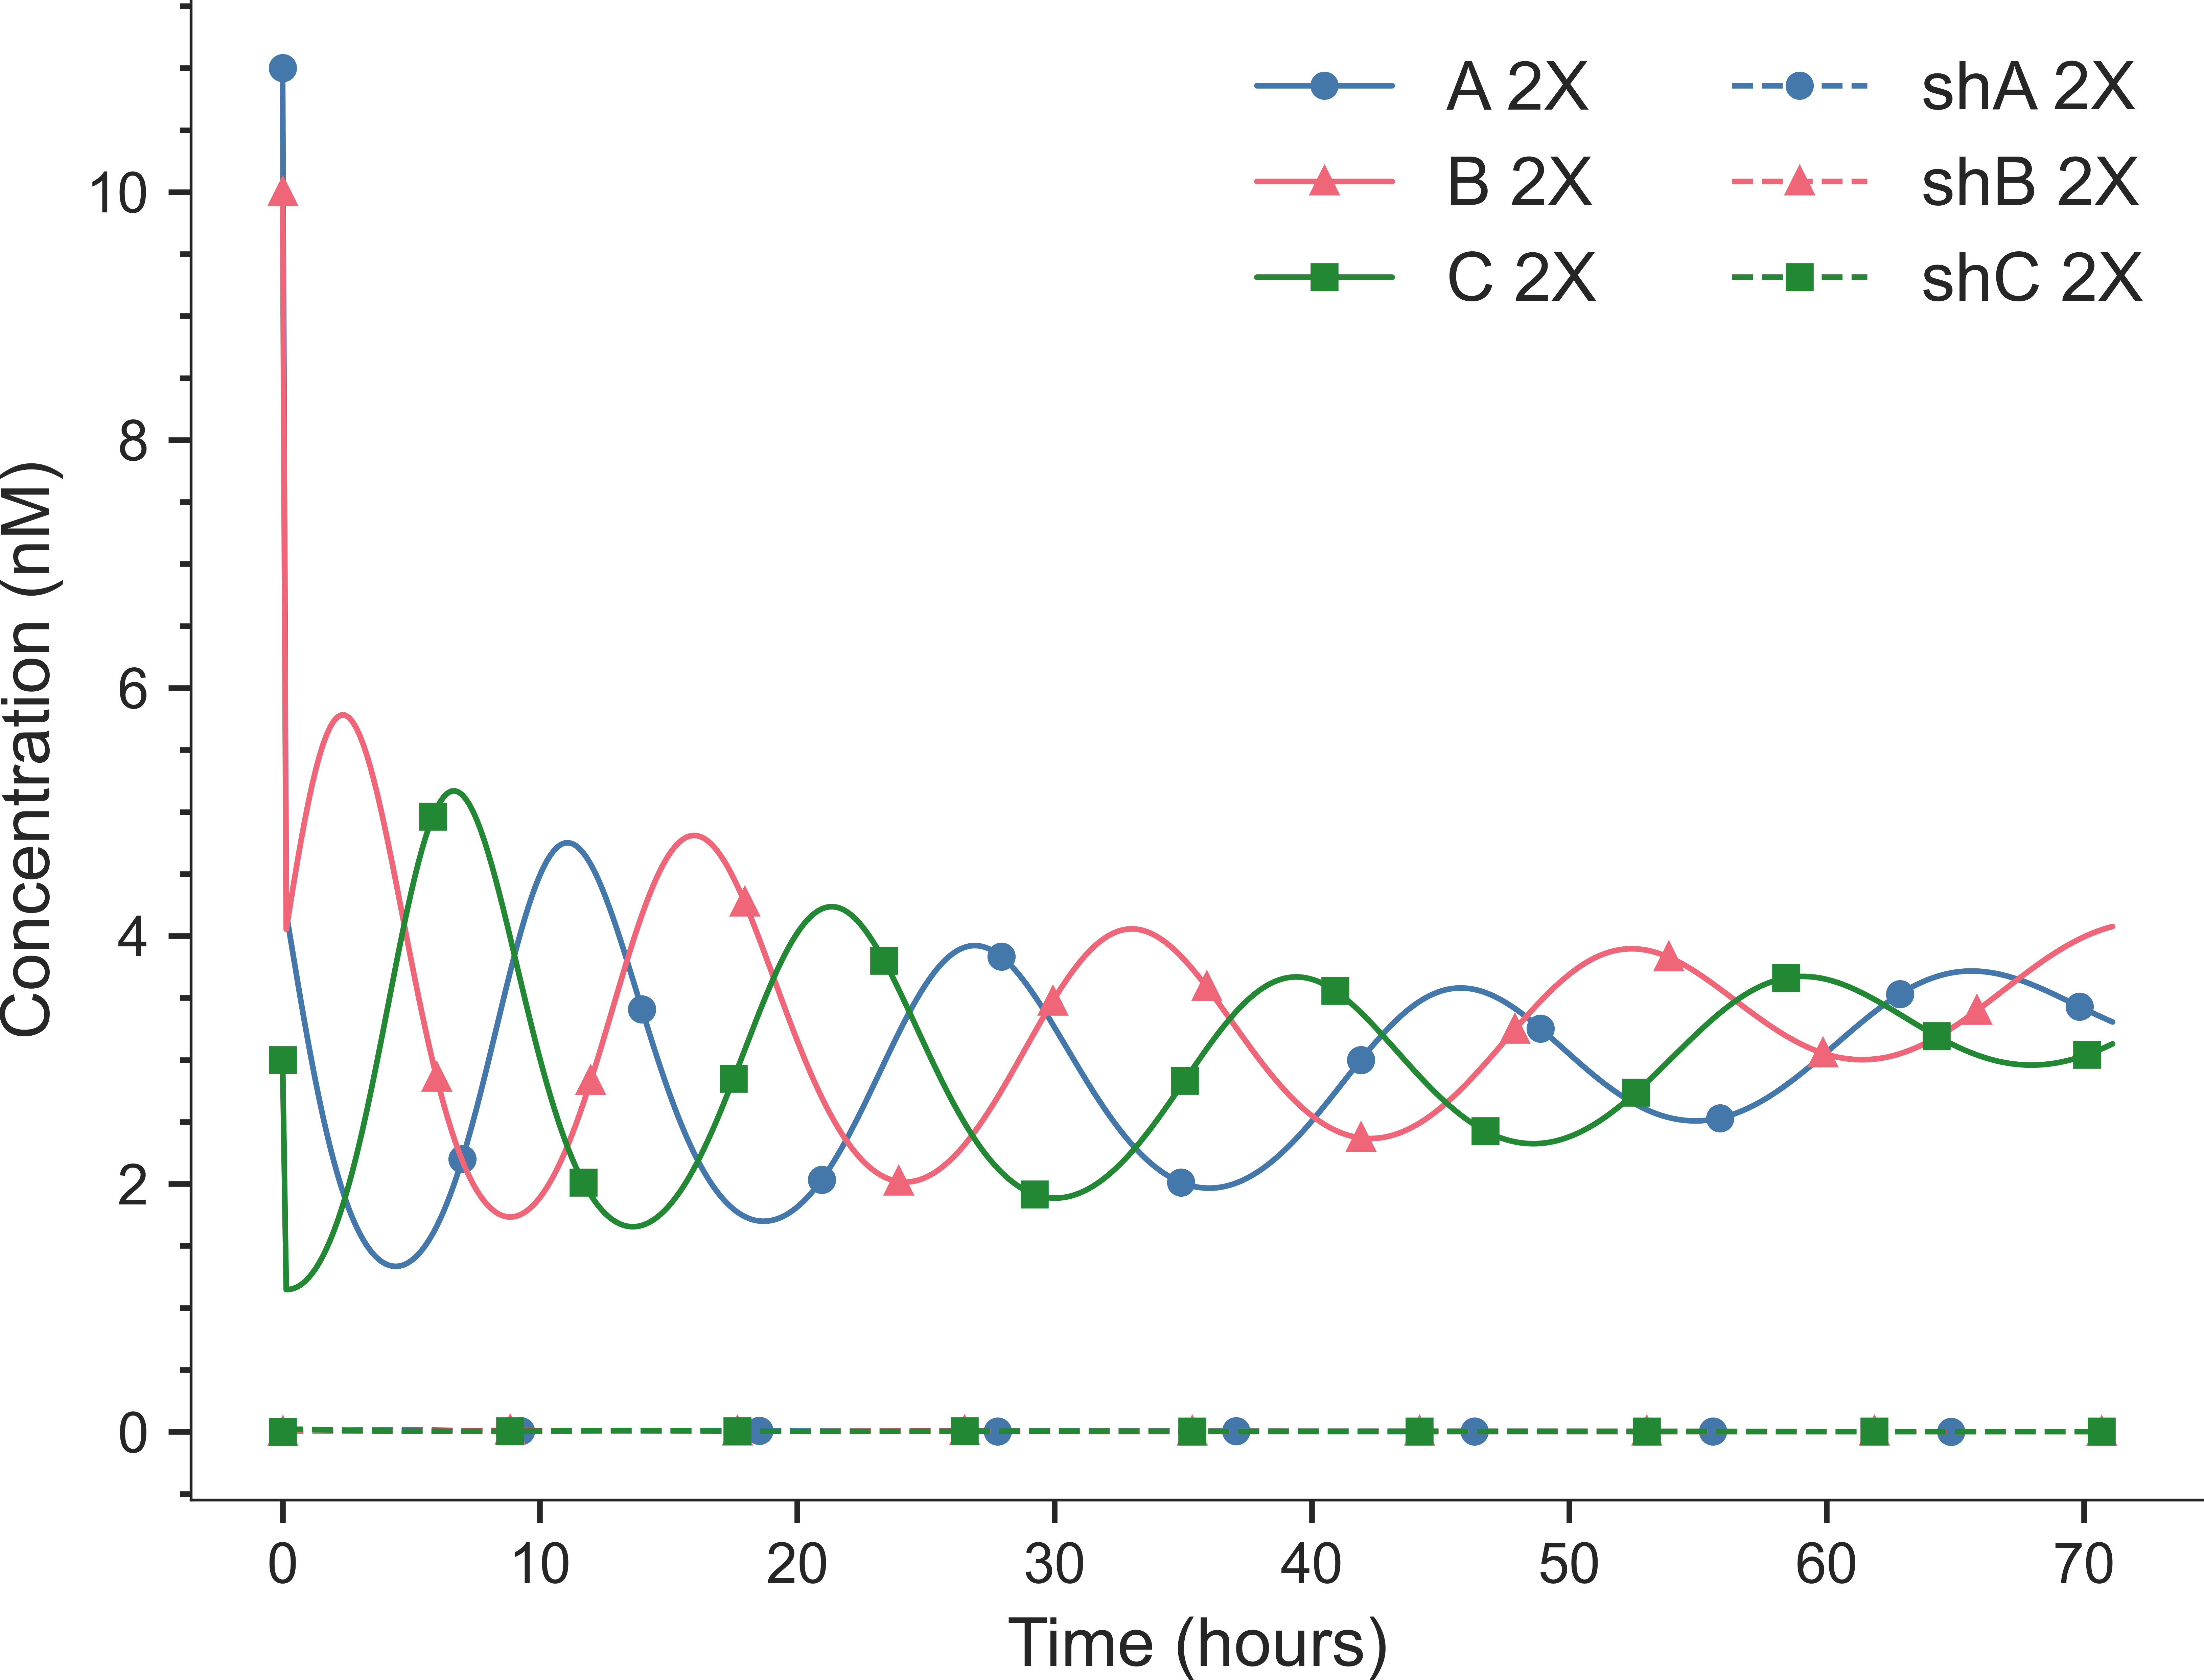 Concentration (nM)
10
8
6
4
2
0
A 2X
B 2X
C 2X
shA 2X
shB 2X
shC 2X
0 10 20 30 40 50 60 70
Time (hours)